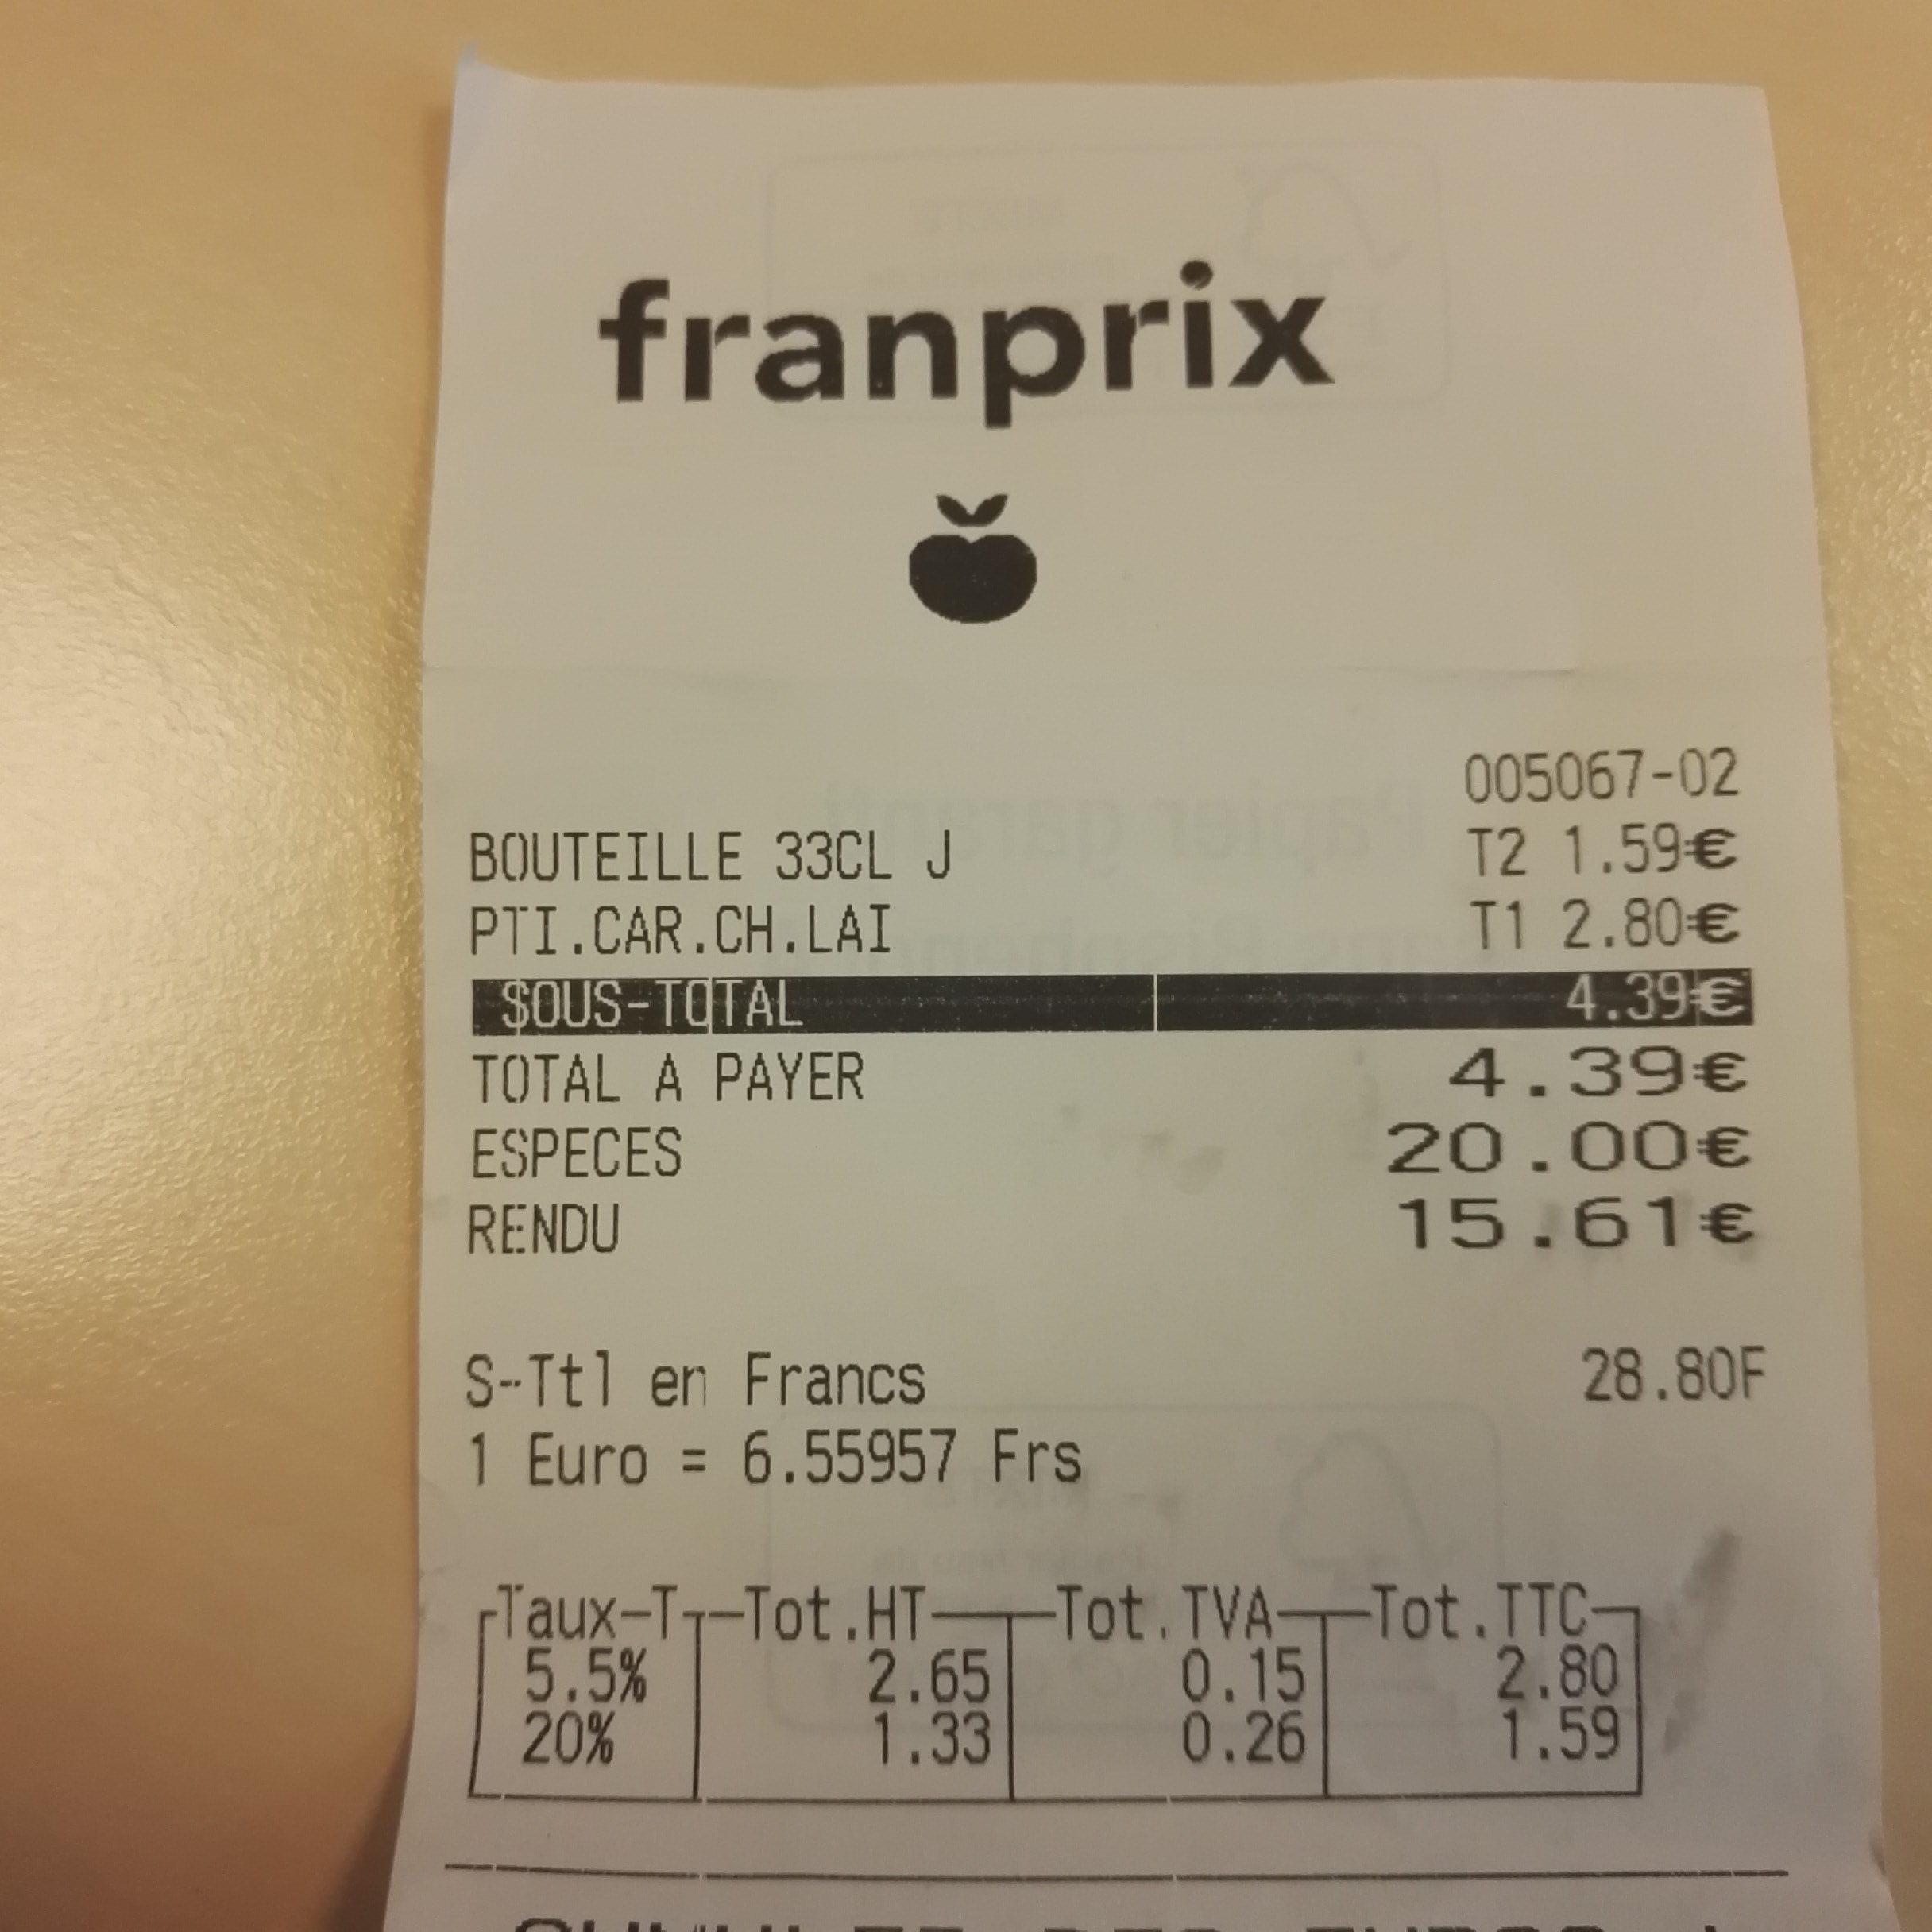 franprix
005067-02
BOUTEILLE 33CL J T2 1.59€
PTI.CAR.CH.LAI T1 2.80€
SOUS-TOTAL 4.39€
TOTAL A PAYER 4.39€
ESPECES 20.00€
RENDU 15.61€
S-Ttl en Francs 28.80F
1 Euro = 6.55957 Frs
Taux-T Tot.HT Tot.TVA Tot.TTC
5.5% 2.65 0.15 2.80
20% 1.33 0.26 1.59